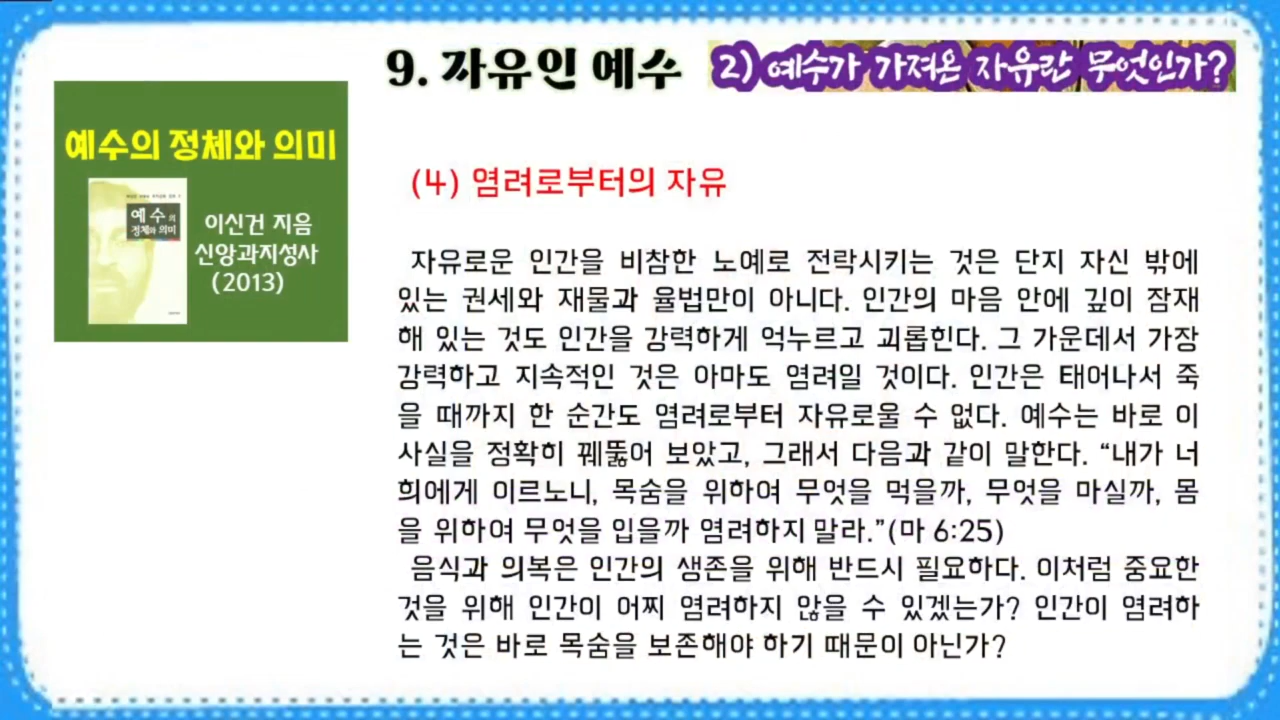 9. 자유인 예수 2) 예수가 가져온 자유란 무엇인가?
예수의 정체와 의미
예수의
정체와 의미
이신건 지음
신앙과지성사
(2013)
(4) 염려로부터의 자유
자유로운 인간을 비참한 노예로 전락시키는 것은 단지 자신 밖에
있는 권세와 재물과 율법만이 아니다. 인간의 마음 안에 깊이 잠재
해 있는 것도 인간을 강력하게 억누르고 괴롭힌다. 그 가운데서 가장
강력하고 지속적인 것은 아마도 염려일 것이다. 인간은 태어나서 죽
을 때까지 한 순간도 염려로부터 자유로울 수 없다. 예수는 바로 이
사실을 정확히 꿰뚫어 보았고, 그래서 다음과 같이 말한다. “내가 너
희에게 이르노니, 목숨을 위하여 무엇을 먹을까, 무엇을 마실까, 몸
을 위하여 무엇을 입을까 염려하지 말라.”(마 6:25)
음식과 의복은 인간의 생존을 위해 반드시 필요하다. 이처럼 중요한
것을 위해 인간이 어찌 염려하지 않을 수 있겠는가? 인간이 염려하
는 것은 바로 목숨을 보존해야 하기 때문이 아닌가?